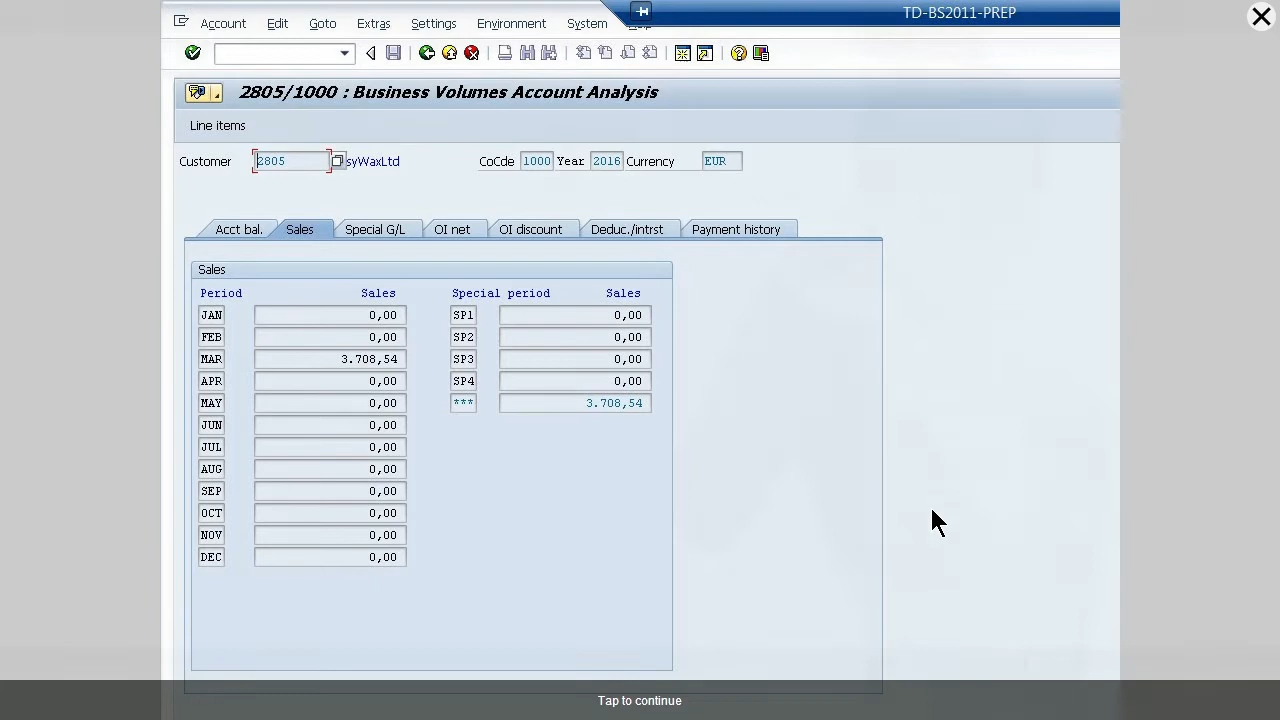 TD-BS2011-PREP
Account Edit Goto Extras Settings Environment System
2805/1000 : Business Volumes Account Analysis
Line items
Customer 2805 syWaxLtd CoCde 1000 Year 2016 Currency EUR
Acct bal. Sales Special G/L OI net OI discount Deduc./intrst Payment history
Sales
Period Sales Special period Sales
JAN 0,00 SP1 0,00
FEB 0,00 SP2 0,00
MAR 3.708,54 SP3 0,00
APR 0,00 SP4 0,00
MAY 0,00 *** 3.708,54
JUN 0,00
JUL 0,00
AUG 0,00
SEP 0,00
OCT 0,00
NOV 0,00
DEC 0,00
Tap to continue